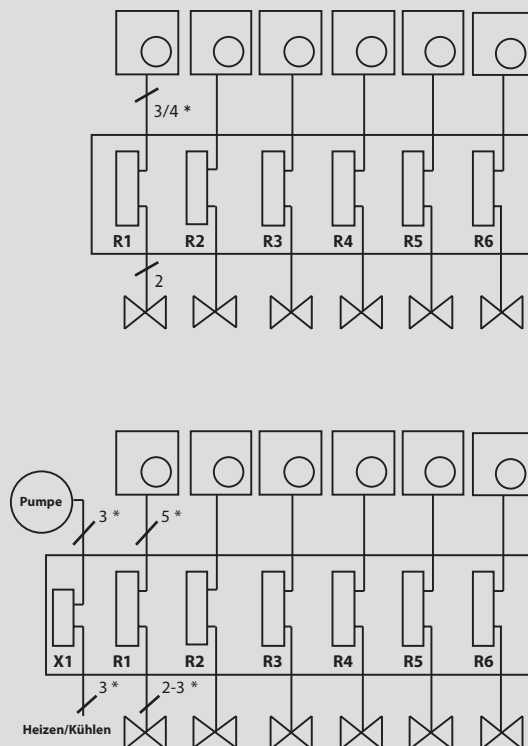 3/4 *
R1 R2 R3 R4 R5 R6
2
Pumpe
3 * 5 *
X1 R1 R2 R3 R4 R5 R6
3 * 2-3 *
Heizen/Kühlen